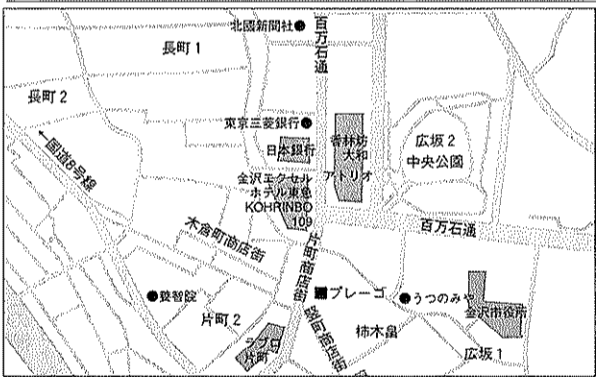 北國新聞社
百万石通
長町1
長町2
東京三菱銀行
日本銀行
香林坊
大和
アトリオ
広坂2
中央公園
←国道8号線
金沢エクセル
ホテル東急
KOHRINBO
109
百万石通
木倉町商店街
片町商店街
プレーゴ
うつのみや
養智院
片町2
竪町商店街
柿木畠
金沢市役所
ラブロ
片町
広坂1